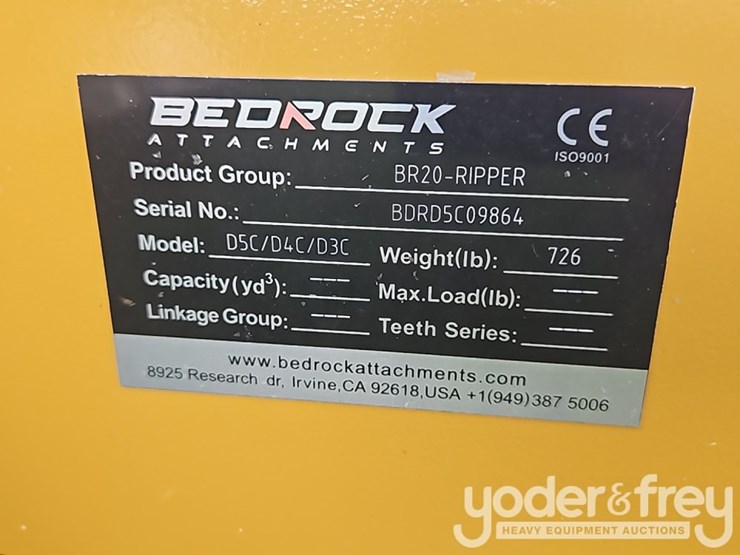 BEDROCK
ATTACHMENTS
CE
ISO9001
Product Group: BR20-RIPPER
Serial No.: BDRD5C09864
Model: D5C/D4C/D3C Weight(lb): 726
Capacity(yd³): --- Max.Load(lb): ---
Linkage Group: --- Teeth Series: ---
www.bedrockattachments.com
8925 Research dr, Irvine,CA 92618,USA +1(949)387 5006
yoder&frey
HEAVY EQUIPMENT AUCTIONS